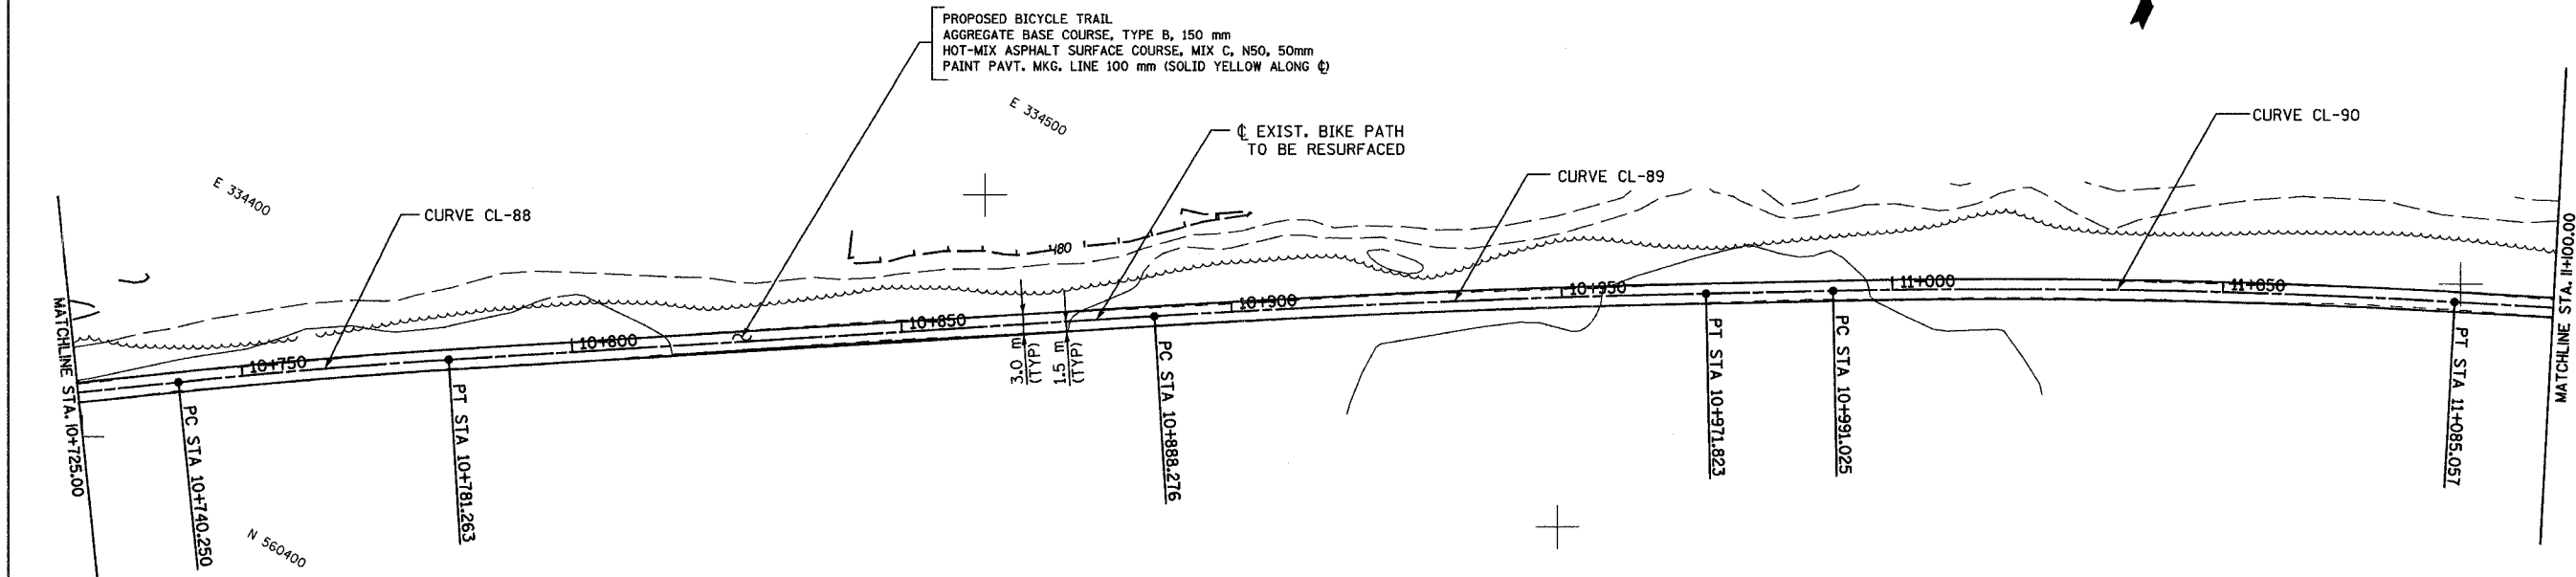 PROPOSED BICYCLE TRAIL
AGGREGATE BASE COURSE, TYPE B, 150 mm
HOT-MIX ASPHALT SURFACE COURSE, MIX C, N50, 50mm
PAINT PAVT. MKG. LINE 100 mm (SOLID YELLOW ALONG ℄)
E 334500
℄ EXIST. BIKE PATH
TO BE RESURFACED
CURVE CL-90
CURVE CL-89
E 334400
CURVE CL-88
480
MATCHLINE STA. 10+725.00
10+750
10+800
10+850
10+900
10+950
11+000
11+050
MATCHLINE STA. 11+100.00
3.0 m
(TYP)
1.5 m
(TYP)
PC STA 10+740.250
PT STA 10+781.263
PC STA 10+888.276
PT STA 10+971.823
PC STA 10+991.025
PT STA 11+085.057
N 560400